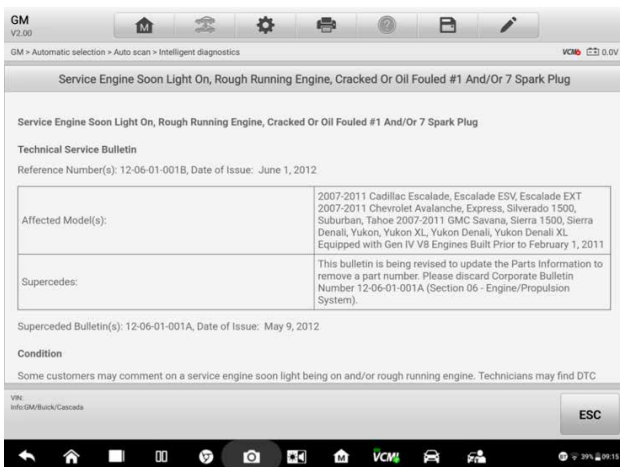 GM
V2.00
GM > Automatic selection > Auto scan > Intelligent diagnostics
VCMI 0.0V
Service Engine Soon Light On, Rough Running Engine, Cracked Or Oil Fouled #1 And/Or 7 Spark Plug
Service Engine Soon Light On, Rough Running Engine, Cracked Or Oil Fouled #1 And/Or 7 Spark Plug
Technical Service Bulletin
Reference Number(s): 12-06-01-001B, Date of Issue: June 1, 2012
Affected Model(s):
2007-2011 Cadillac Escalade, Escalade ESV, Escalade EXT
2007-2011 Chevrolet Avalanche, Express, Silverado 1500,
Suburban, Tahoe 2007-2011 GMC Savana, Sierra 1500, Sierra
Denali, Yukon, Yukon XL, Yukon Denali, Yukon Denali XL
Equipped with Gen IV V8 Engines Built Prior to February 1, 2011
Supercedes:
This bulletin is being revised to update the Parts Information to
remove a part number. Please discard Corporate Bulletin
Number 12-06-01-001A (Section 06 - Engine/Propulsion
System).
Superceded Bulletin(s): 12-06-01-001A, Date of Issue: May 9, 2012
Condition
Some customers may comment on a service engine soon light being on and/or rough running engine. Technicians may find DTC
VIN:
Info:GM/Buick/Cascada
ESC
M
VCMI
39% 09:15